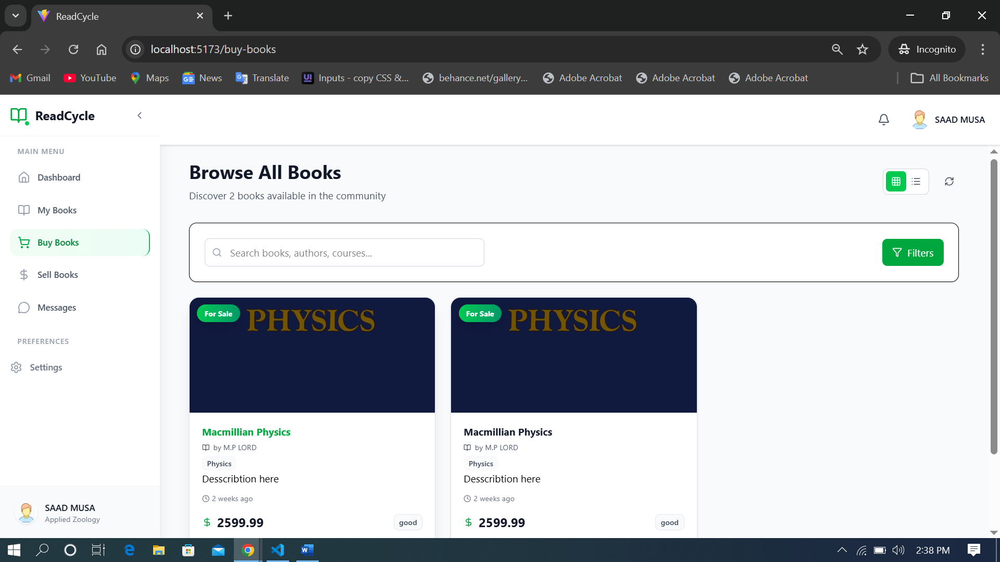 ReadCycle
localhost:5173/buy-books
Incognito
Gmail
YouTube
Maps
News
Translate
UI Inputs - copy CSS &...
behance.net/gallery...
Adobe Acrobat
Adobe Acrobat
Adobe Acrobat
All Bookmarks
ReadCycle
SAAD MUSA
MAIN MENU
Dashboard
My Books
Buy Books
Sell Books
Messages
PREFERENCES
Settings
SAAD MUSA
Applied Zoology
Browse All Books
Discover 2 books available in the community
Search books, authors, courses...
Filters
For Sale
PHYSICS
Macmillian Physics
by M.P LORD
Physics
Desscribtion here
2 weeks ago
$ 2599.99
good
For Sale
PHYSICS
Macmillian Physics
by M.P LORD
Physics
Desscribtion here
2 weeks ago
$ 2599.99
good
2:38 PM